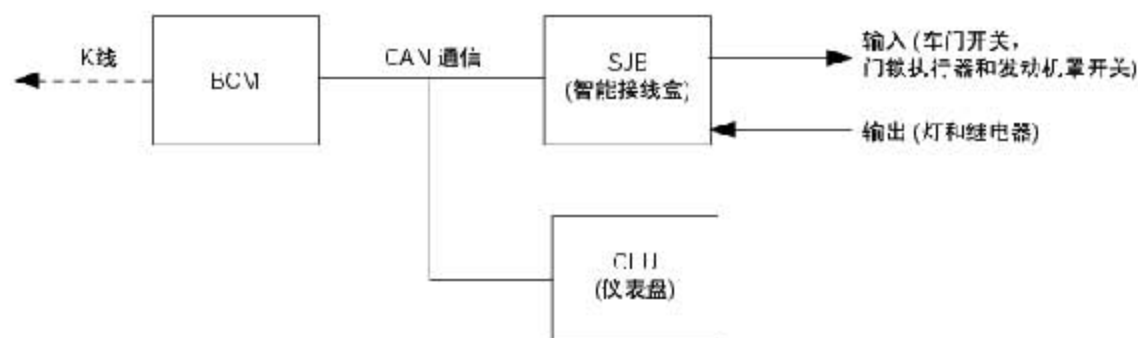 K线
BCM
CAN 通信
SJB
(智能接线盒)
输入 (车门开关，
门锁执行器和发动机罩开关)
输出 (灯和继电器)
CLU
(仪表盘)